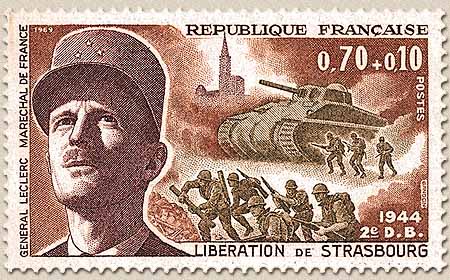 1969
REPUBLIQUE FRANÇAISE
0,70+0,10
POSTES
GENERAL LECLERC MARECHAL DE FRANCE
1944
2e D.B.
LIBERATION DE STRASBOURG